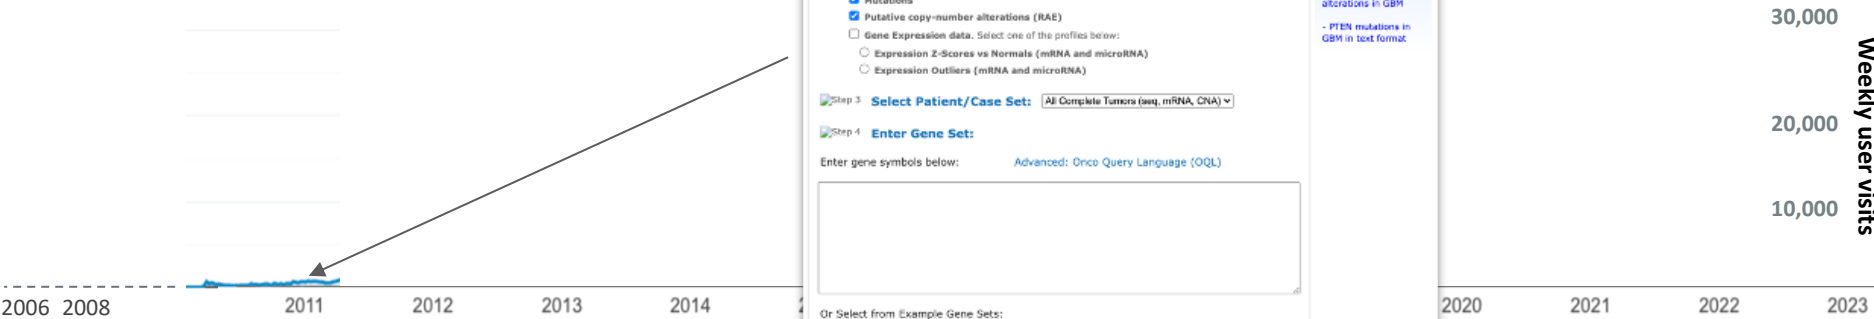 Mutations
Putative copy-number alterations (RAE)
Gene Expression data. Select one of the profiles below:
Expression Z-Scores vs Normals (mRNA and microRNA)
Expression Outliers (mRNA and microRNA)
Step 3 Select Patient/Case Set: All Complete Tumors (seq, mRNA, CNA)
Step 4 Enter Gene Set:
Enter gene symbols below: Advanced: Onco Query Language (OQL)
Or Select from Example Gene Sets:
alterations in GBM
- PTEN mutations in
GBM in text format
30,000
20,000
10,000
Weekly user visits
2006 2008 2011 2012 2013 2014 2020 2021 2022 2023